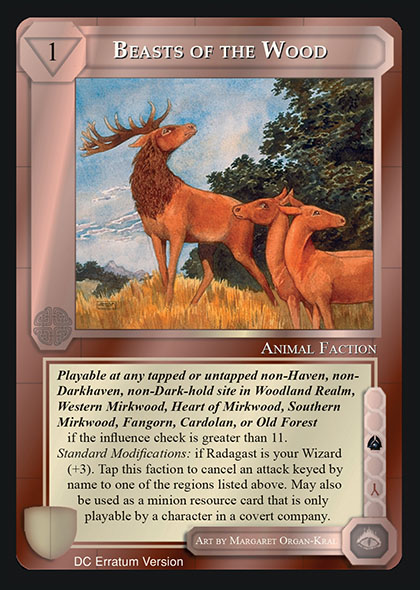 1
Beasts of the Wood
Animal Faction
Playable at any tapped or untapped non-Haven, non-
Darkhaven, non-Dark-hold site in Woodland Realm,
Western Mirkwood, Heart of Mirkwood, Southern
Mirkwood, Fangorn, Cardolan, or Old Forest
if the influence check is greater than 11.
Standard Modifications: if Radagast is your Wizard
(+3). Tap this faction to cancel an attack keyed by
name to one of the regions listed above. May also
be used as a minion resource card that is only
playable by a character in a covert company.
Art by Margaret Organ-Kral
DC Erratum Version